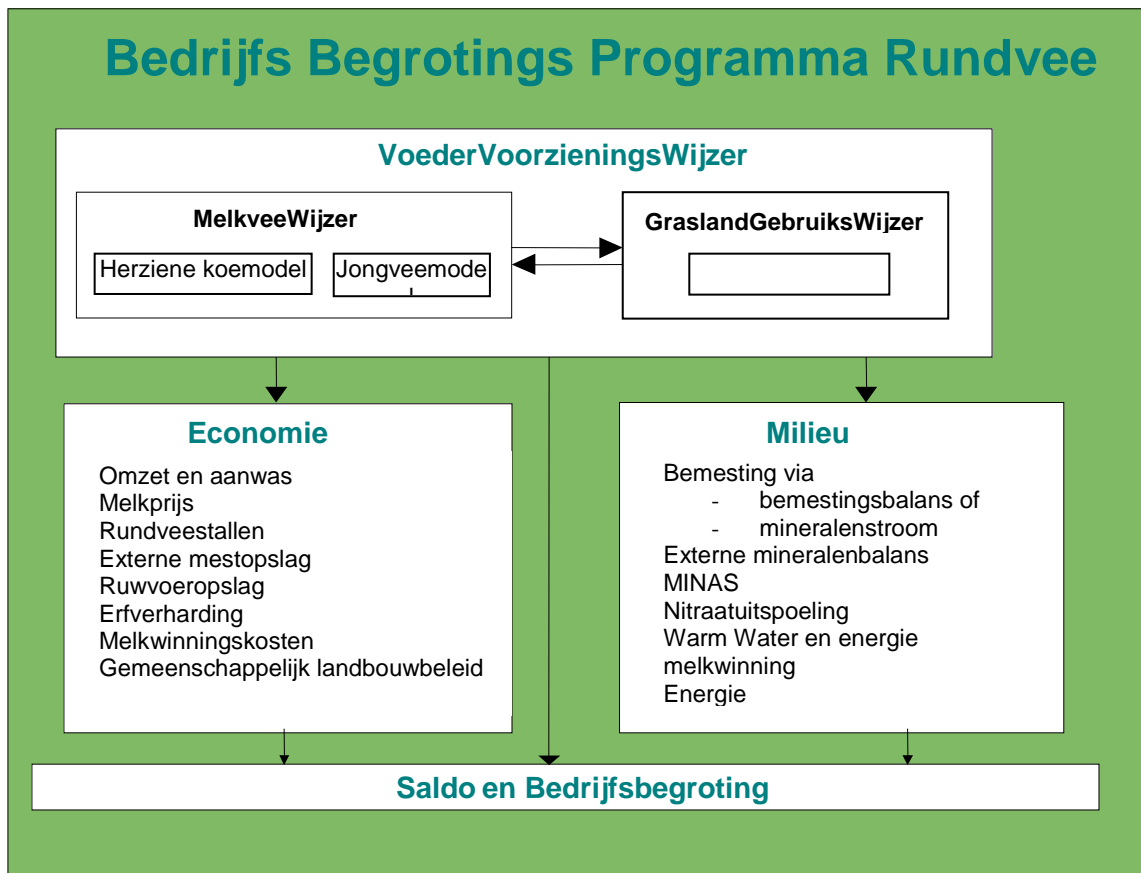 Bedrijfs Begrotings Programma Rundvee
VoederVoorzieningsWijzer
MelkveeWijzer
Herziene koemodel
Jongveemode
GraslandGebruiksWijzer
Economie
Omzet en aanwas
Melkprijs
Rundveestallen
Externe mestopslag
Ruwvoeropslag
Erfverharding
Melkwinningskosten
Gemeenschappelijk landbouwbeleid
Milieu
Bemesting via
- bemestingsbalans of
- mineralenstroom
Externe mineralenbalans
MINAS
Nitraatuitspoeling
Warm Water en energie
melkwinning
Energie
Saldo en Bedrijfsbegroting